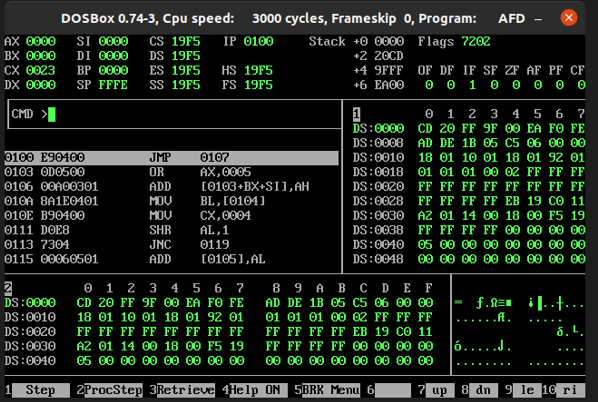 DOSBox 0.74-3, Cpu speed: 3000 cycles, Frameskip 0, Program: AFD
AX 0000 SI 0000 CS 19F5 IP 0100 Stack +0 0000 Flags 7202
BX 0000 DI 0000 DS 19F5 +2 20CD
CX 0023 BP 0000 ES 19F5 HS 19F5 +4 9FFF OF DF IF SF ZF AF PF CF
DX 0000 SP FFFE SS 19F5 FS 19F5 +6 EA00 0 0 1 0 0 0 0 0
CMD >
1 0 1 2 3 4 5 6 7
DS:0000 CD 20 FF 9F 00 EA F0 FE
DS:0008 AD DE 1B 05 C5 06 00 00
DS:0010 18 01 10 01 18 01 92 01
DS:0018 01 01 01 00 02 FF FF FF
DS:0020 FF FF FF FF FF FF FF FF
DS:0028 FF FF FF FF EB 19 C0 11
DS:0030 A2 01 14 00 18 00 F5 19
DS:0038 FF FF FF FF 00 00 00 00
DS:0040 05 00 00 00 00 00 00 00
DS:0048 00 00 00 00 00 00 00 00
0100 E90400 JMP 0107
0103 0D0500 OR AX,0005
0106 00A00301 ADD [0103+BX+SI],AH
010A 8A1E0401 MOV BL,[0104]
010E B90400 MOV CX,0004
0111 D0E8 SHR AL,1
0113 7304 JNC 0119
0115 00060501 ADD [0105],AL
2 0 1 2 3 4 5 6 7 8 9 A B C D E F
DS:0000 CD 20 FF 9F 00 EA F0 FE AD DE 1B 05 C5 06 00 00
DS:0010 18 01 10 01 18 01 92 01 01 01 01 00 02 FF FF FF
DS:0020 FF FF FF FF FF FF FF FF FF FF FF FF EB 19 C0 11
DS:0030 A2 01 14 00 18 00 F5 19 FF FF FF FF 00 00 00 00
DS:0040 05 00 00 00 00 00 00 00 00 00 00 00 00 00 00 00
1 Step 2ProcStep 3Retrieve 4Help ON 5BRK Menu 6 7 up 8 dn 9 le 10 ri